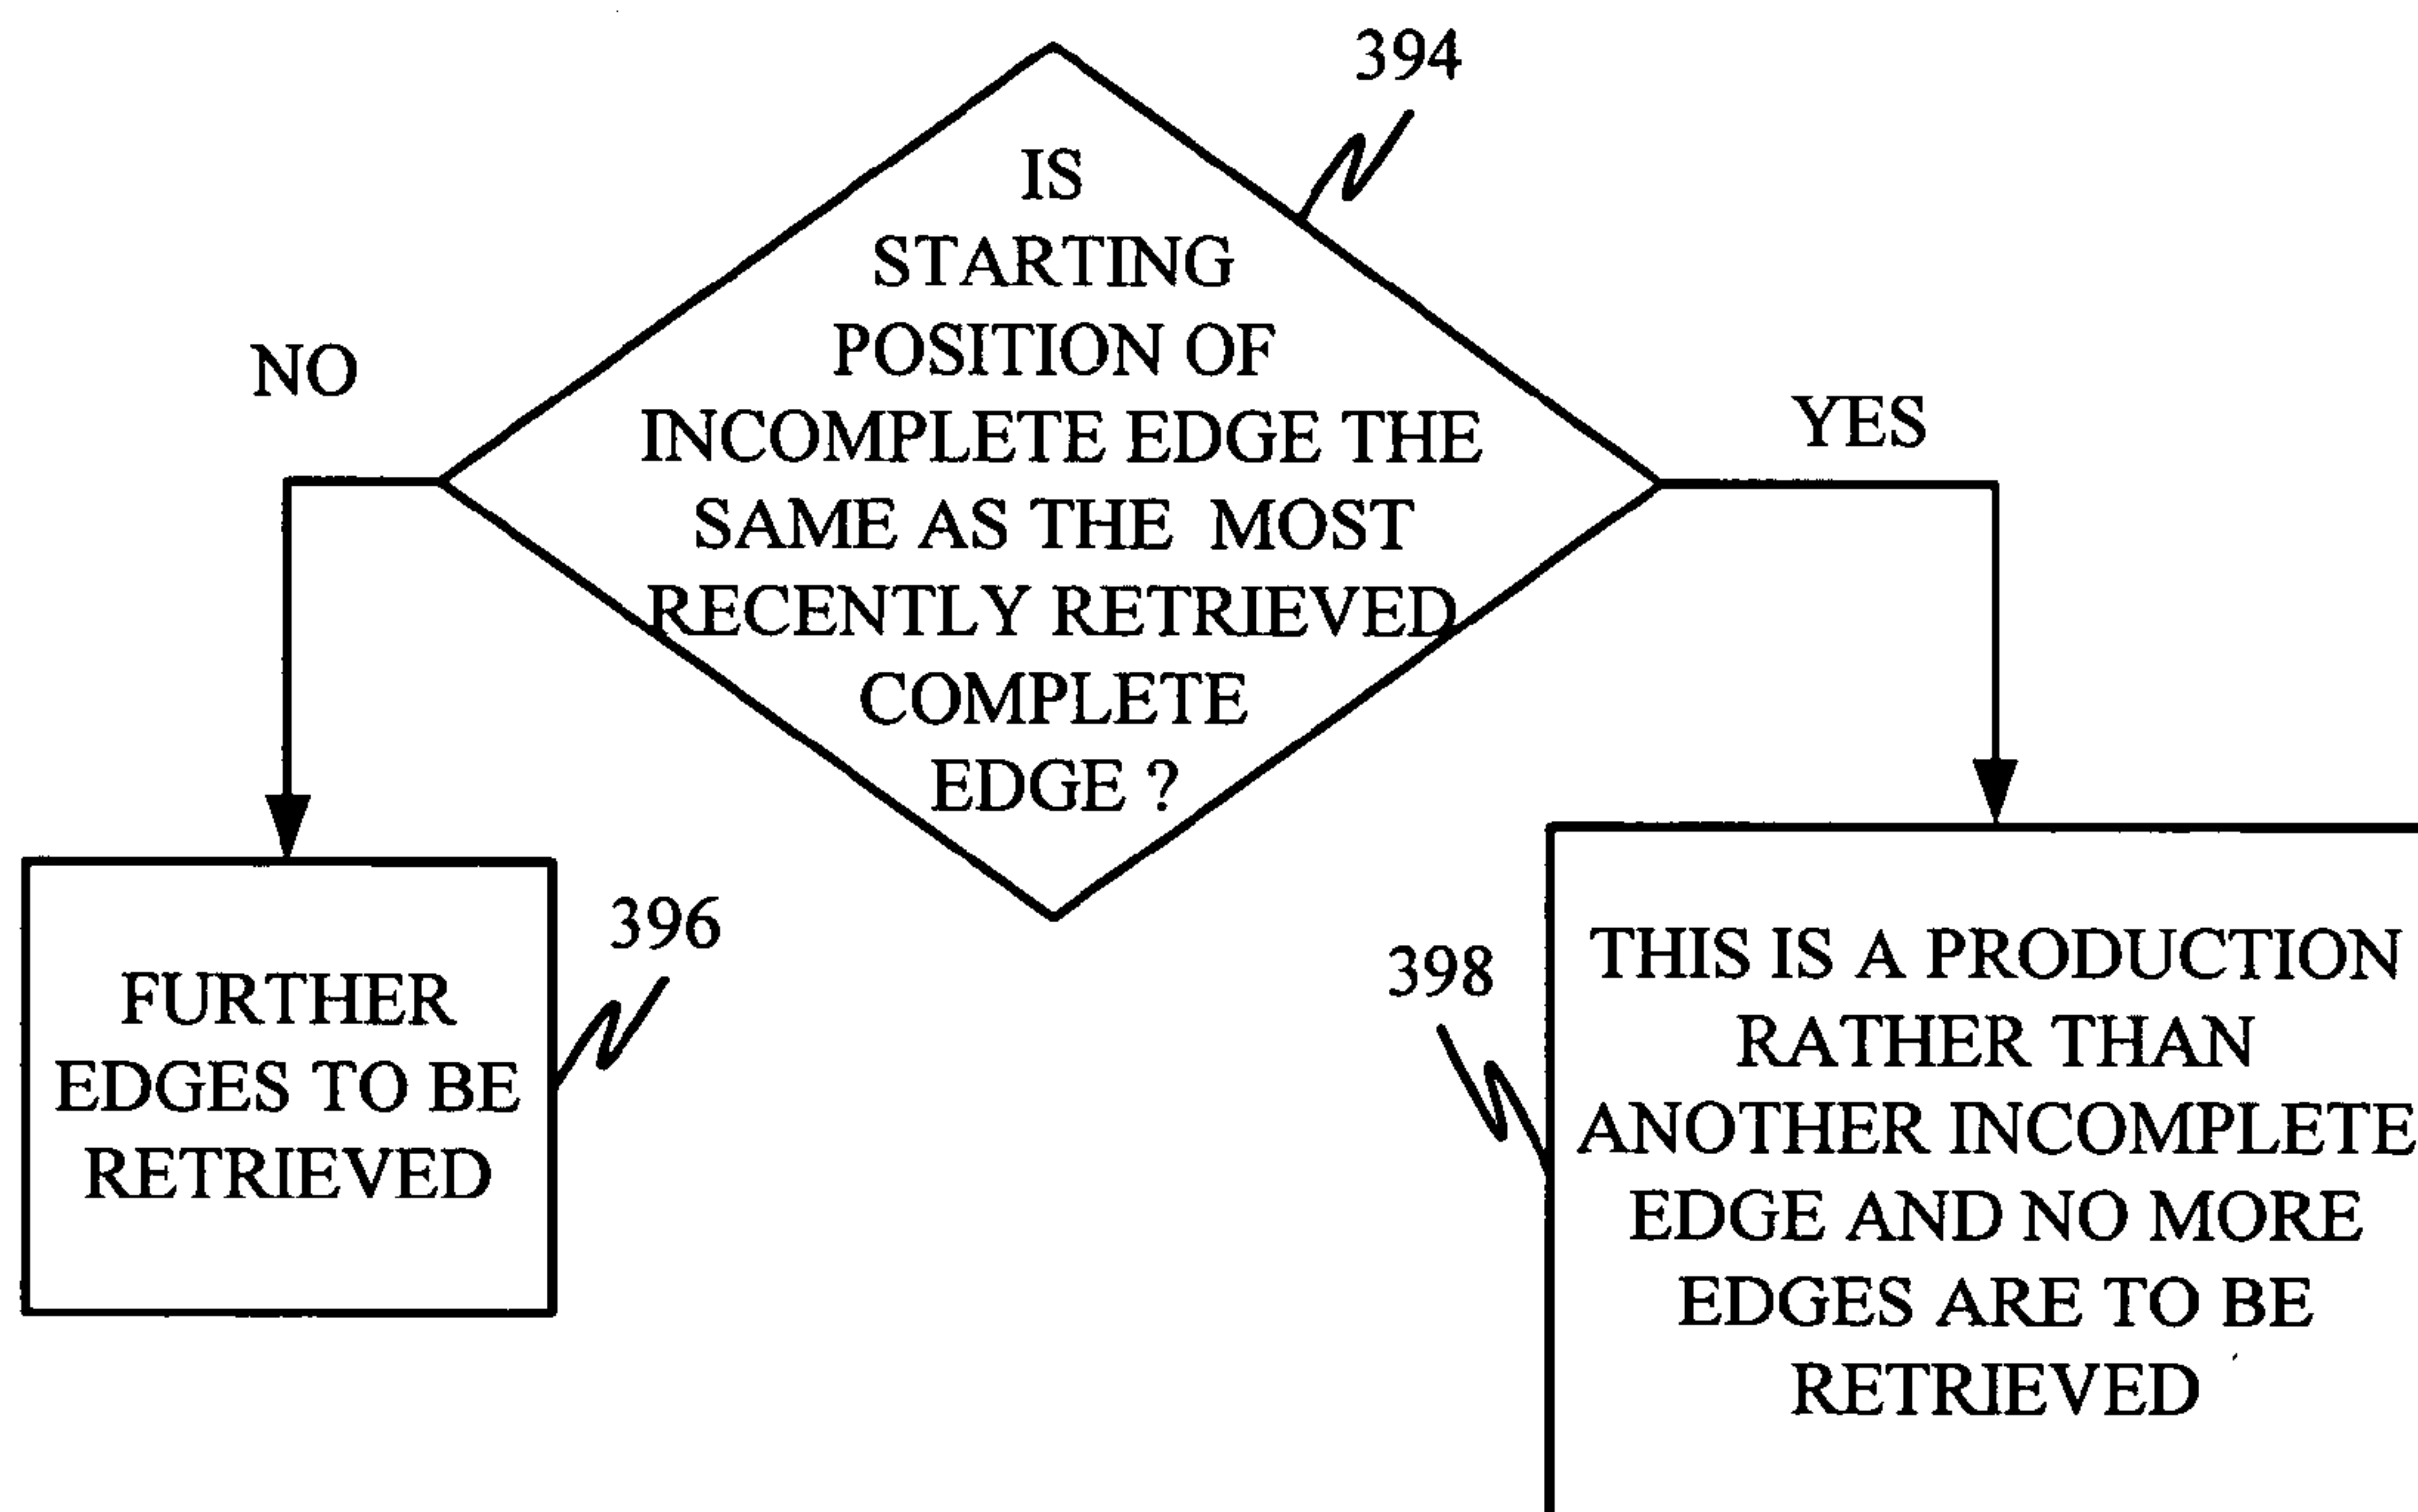 394
IS
STARTING
POSITION OF
INCOMPLETE EDGE THE
SAME AS THE MOST
RECENTLY RETRIEVED
COMPLETE
EDGE ?
NO
YES
FURTHER
EDGES TO BE
RETRIEVED
396
398
THIS IS A PRODUCTION
RATHER THAN
ANOTHER INCOMPLETE
EDGE AND NO MORE
EDGES ARE TO BE
RETRIEVED